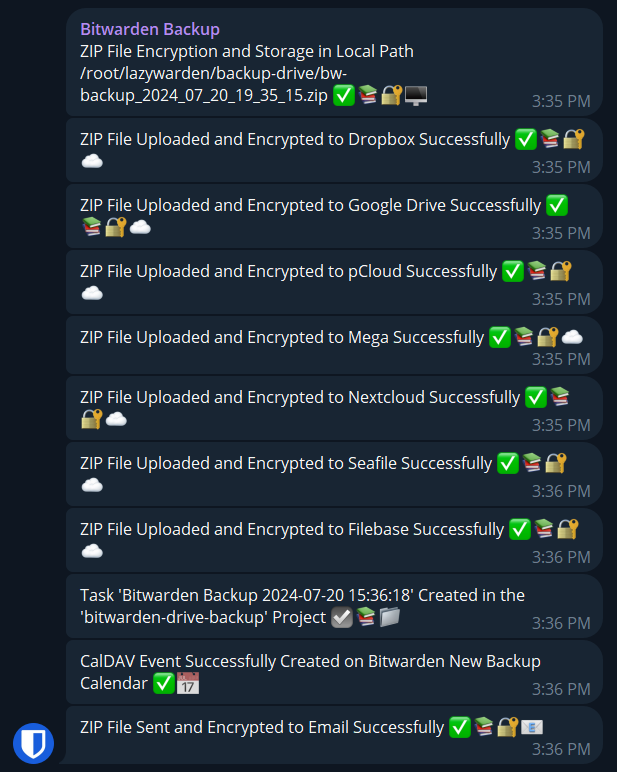 Bitwarden Backup
ZIP File Encryption and Storage in Local Path
/root/lazywarden/backup-drive/bw-
backup_2024_07_20_19_35_15.zip ✅📚🔐🖥️
3:35 PM
ZIP File Uploaded and Encrypted to Dropbox Successfully ✅📚🔐
☁️
3:35 PM
ZIP File Uploaded and Encrypted to Google Drive Successfully ✅
📚🔐☁️
3:35 PM
ZIP File Uploaded and Encrypted to pCloud Successfully ✅📚🔐
☁️
3:35 PM
ZIP File Uploaded and Encrypted to Mega Successfully ✅📚🔐☁️
3:35 PM
ZIP File Uploaded and Encrypted to Nextcloud Successfully ✅📚
🔐☁️
3:35 PM
ZIP File Uploaded and Encrypted to Seafile Successfully ✅📚🔐
☁️
3:36 PM
ZIP File Uploaded and Encrypted to Filebase Successfully ✅📚🔐
☁️
3:36 PM
Task 'Bitwarden Backup 2024-07-20 15:36:18' Created in the
'bitwarden-drive-backup' Project ☑️📚📁
3:36 PM
CalDAV Event Successfully Created on Bitwarden New Backup
Calendar ✅📅
3:36 PM
ZIP File Sent and Encrypted to Email Successfully ✅📚🔐📧
3:36 PM